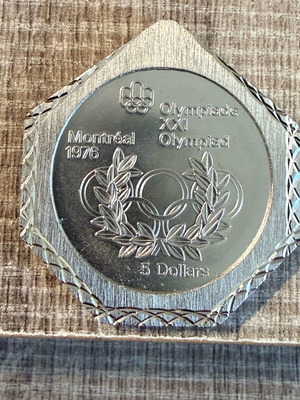 Olympiade
XXI
Olympiad
Montréal
1976
5 Dollars